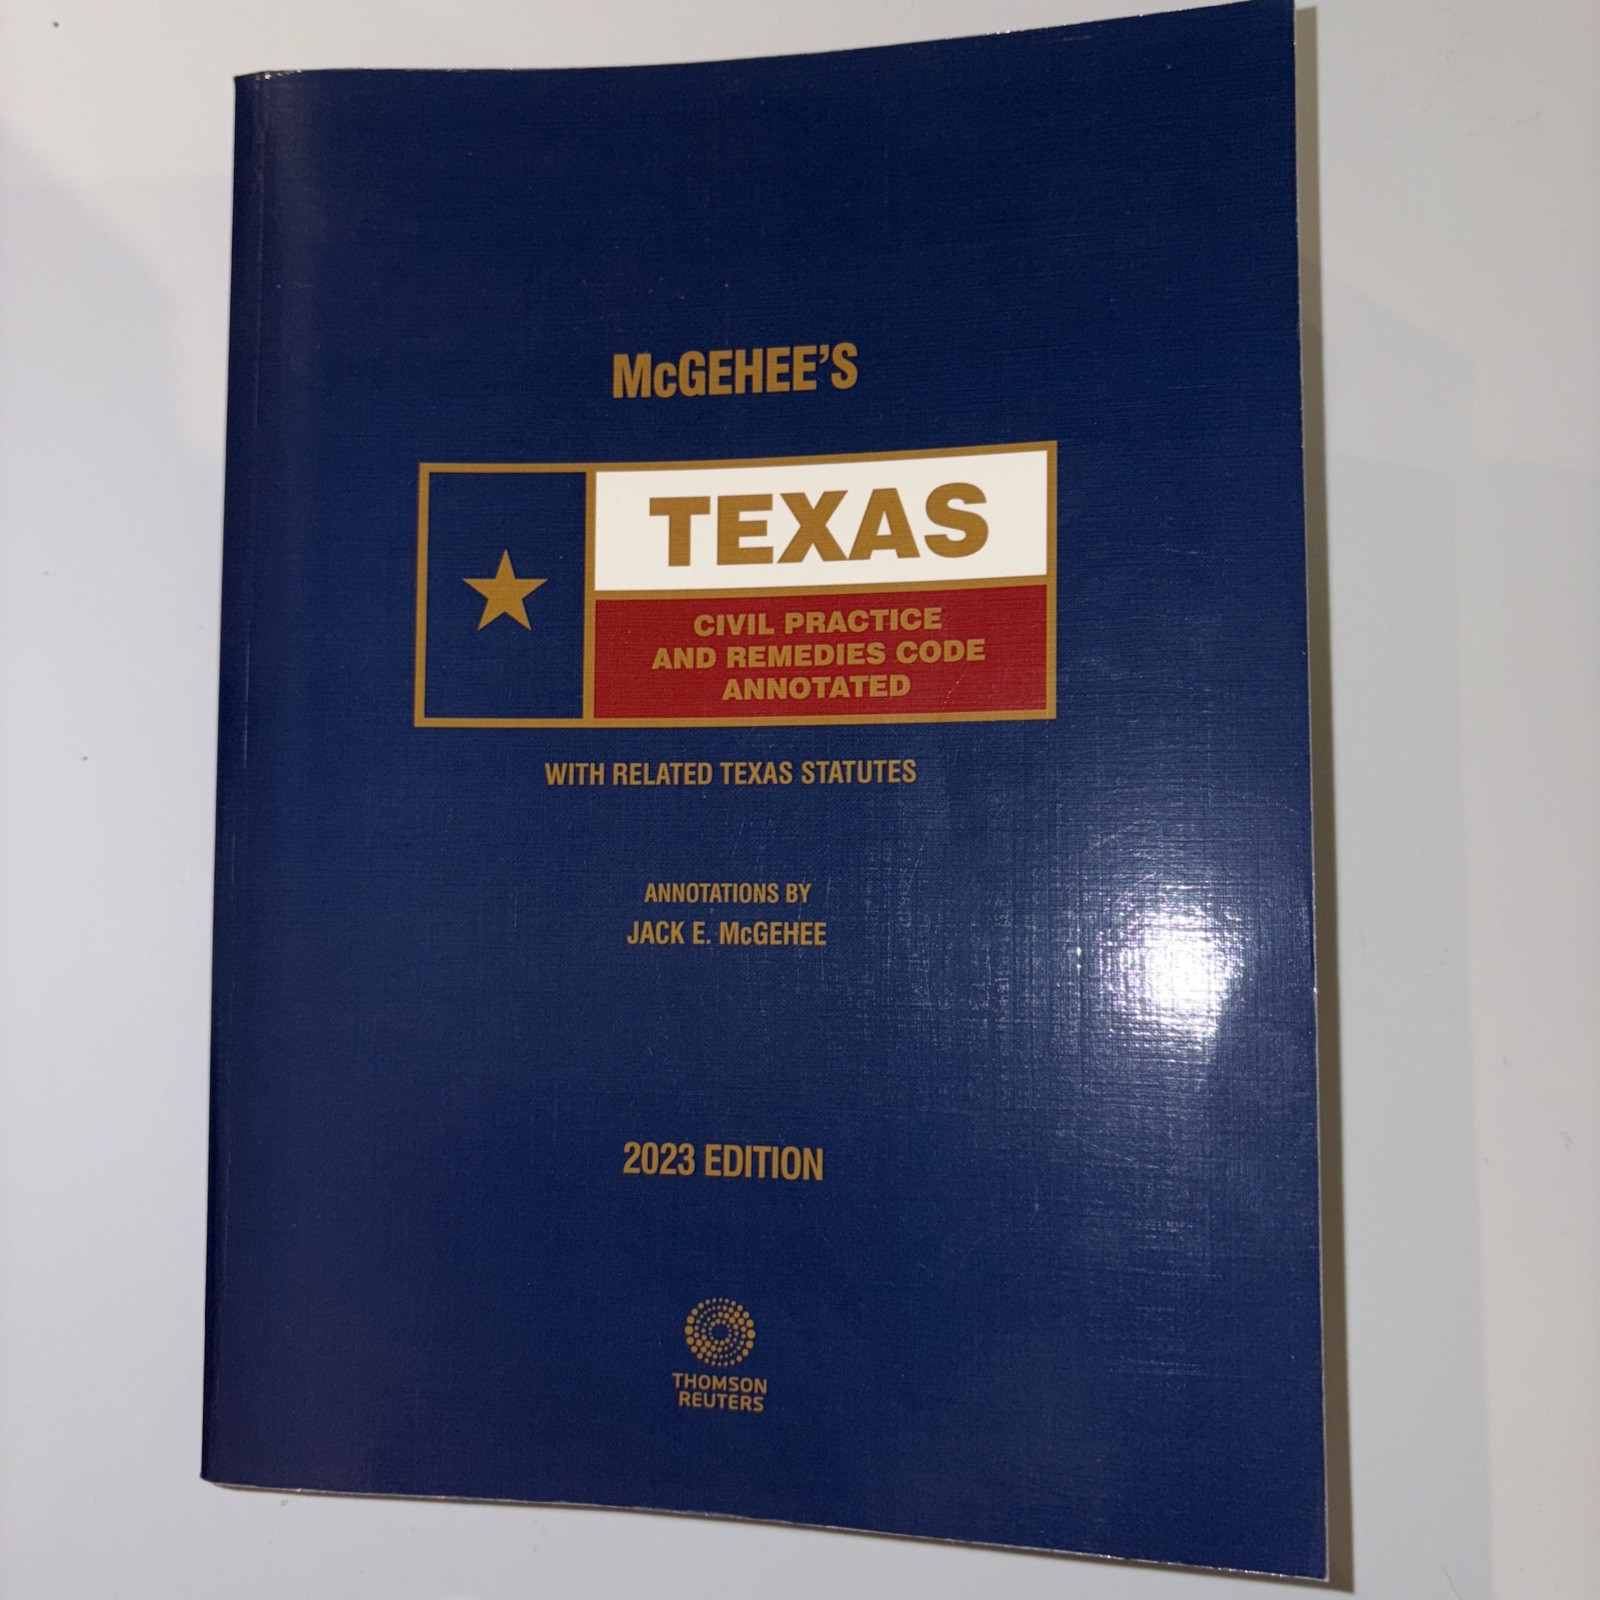 McGEHEE'S
TEXAS
CIVIL PRACTICE
AND REMEDIES CODE
ANNOTATED
WITH RELATED TEXAS STATUTES
ANNOTATIONS BY
JACK E. McGEHEE
2023 EDITION
THOMSON
REUTERS